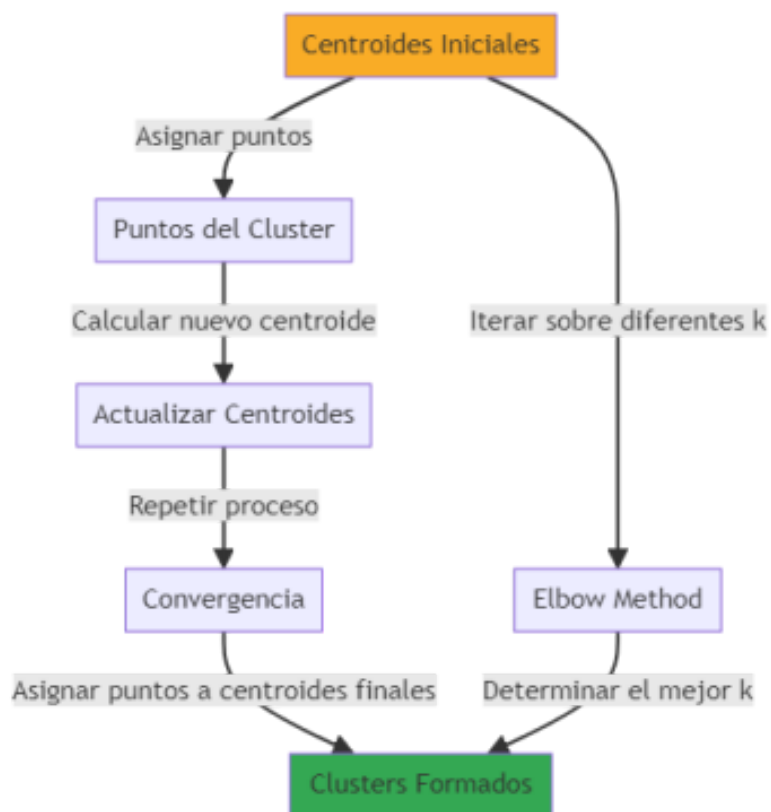 Centroides Iniciales
Asignar puntos
Puntos del Cluster
Calcular nuevo centroide
Iterar sobre diferentes k
Actualizar Centroides
Repetir proceso
Convergencia
Elbow Method
Asignar puntos a centroides finales
Determinar el mejor k
Clusters Formados